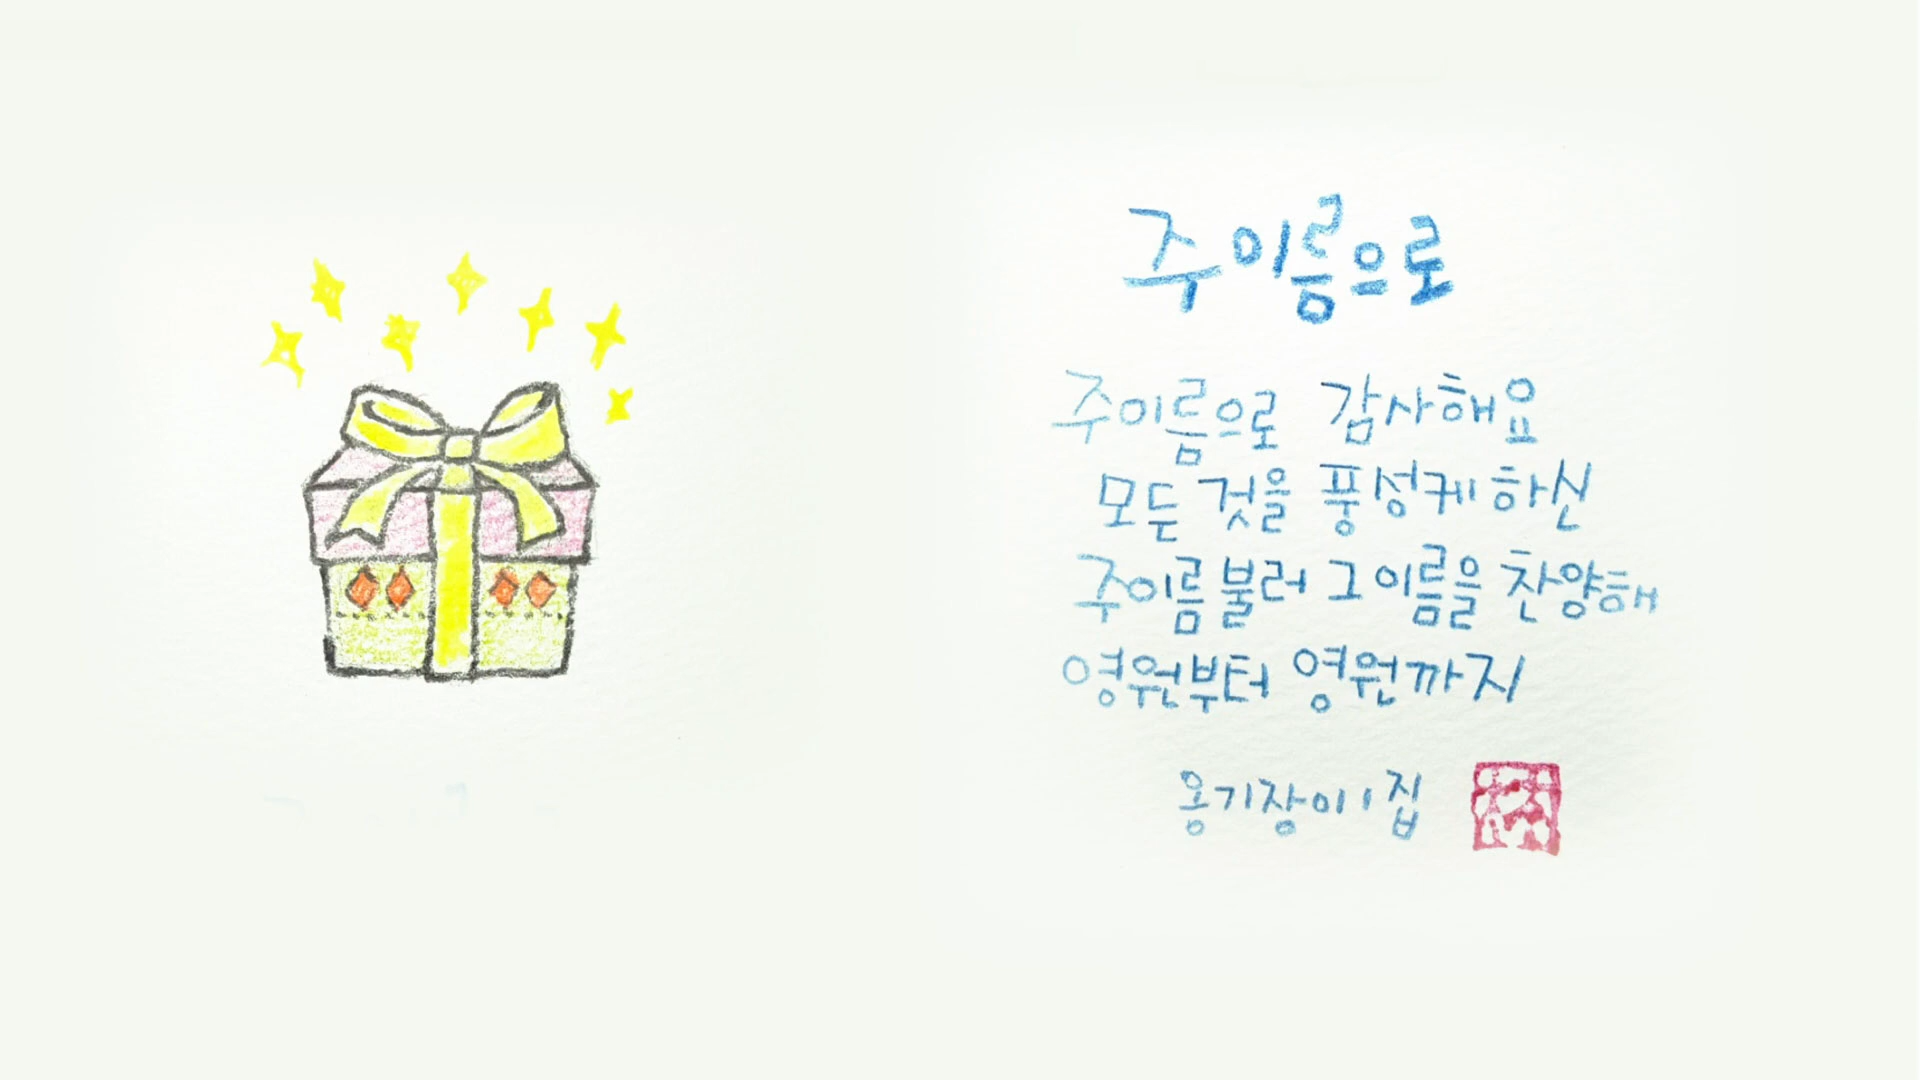 주 이름으로
주 이름으로 감사해요
모든 것을 풍성케 하신
주 이름 불러 그 이름을 찬양해
영원부터 영원까지
옹기장이 1집